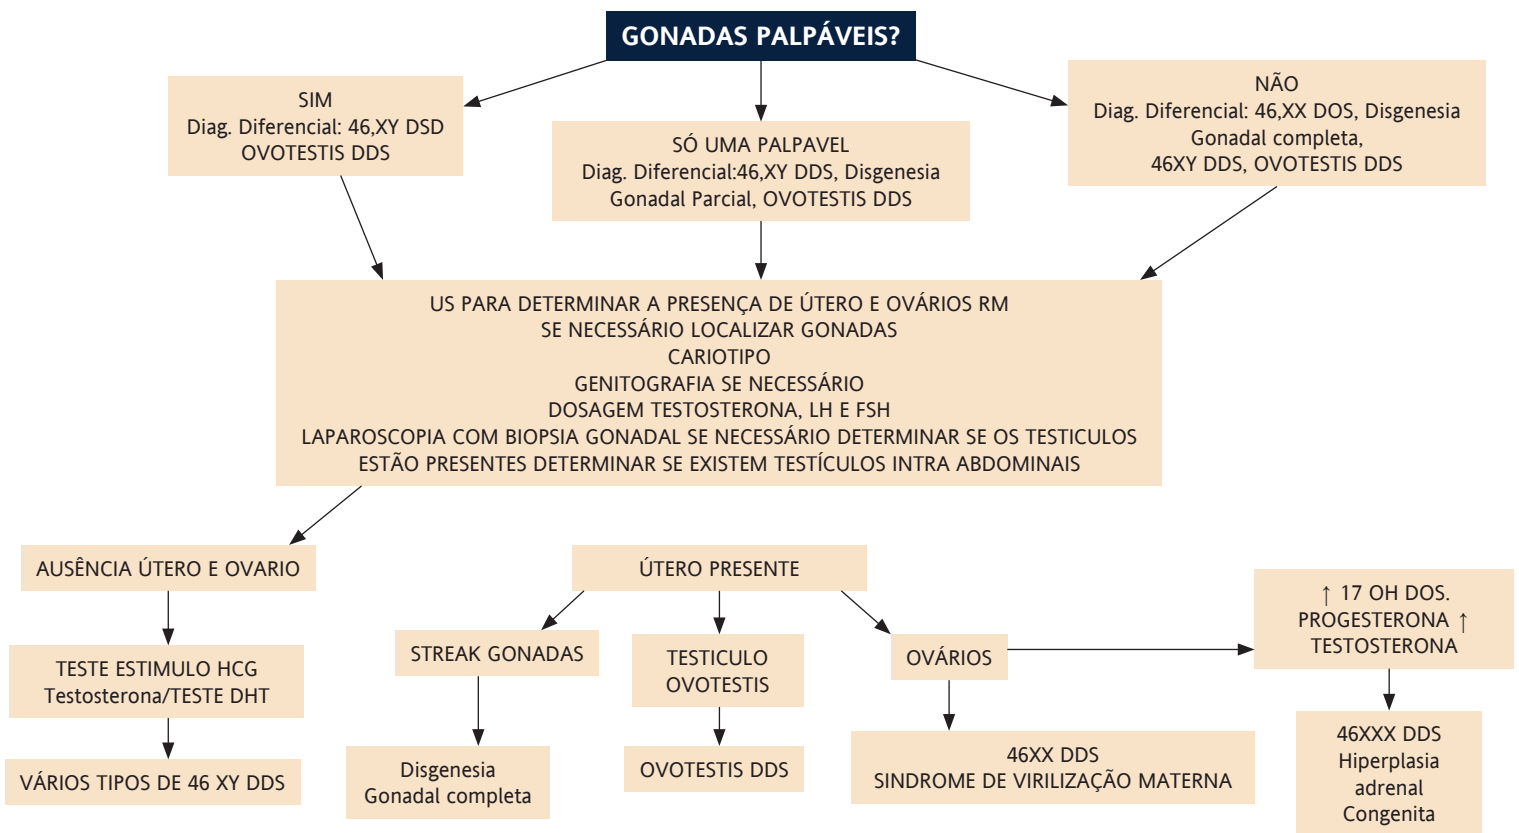 GONADAS PALPÁVEIS?
SIM
Diag. Diferencial: 46,XY DSD
OVOTESTIS DDS
SÓ UMA PALPAVEL
Diag. Diferencial:46,XY DDS, Disgenesia
Gonadal Parcial, OVOTESTIS DDS
NÃO
Diag. Diferencial: 46,XX DOS, Disgenesia
Gonadal completa,
46XY DDS, OVOTESTIS DDS
US PARA DETERMINAR A PRESENÇA DE ÚTERO E OVÁRIOS RM
SE NECESSÁRIO LOCALIZAR GONADAS
CARIOTIPO
GENITOGRAFIA SE NECESSÁRIO
DOSAGEM TESTOSTERONA, LH E FSH
LAPAROSCOPIA COM BIOPSIA GONADAL SE NECESSÁRIO DETERMINAR SE OS TESTICULOS
ESTÃO PRESENTES DETERMINAR SE EXISTEM TESTÍCULOS INTRA ABDOMINAIS
AUSÊNCIA ÚTERO E OVARIO
TESTE ESTIMULO HCG
Testosterona/TESTE DHT
VÁRIOS TIPOS DE 46 XY DDS
ÚTERO PRESENTE
STREAK GONADAS
Disgenesia
Gonadal completa
TESTICULO
OVOTESTIS
OVOTESTIS DDS
OVÁRIOS
46XX DDS
SINDROME DE VIRILIZAÇÃO MATERNA
↑ 17 OH DOS.
PROGESTERONA ↑
TESTOSTERONA
46XXX DDS
Hiperplasia
adrenal
Congenita